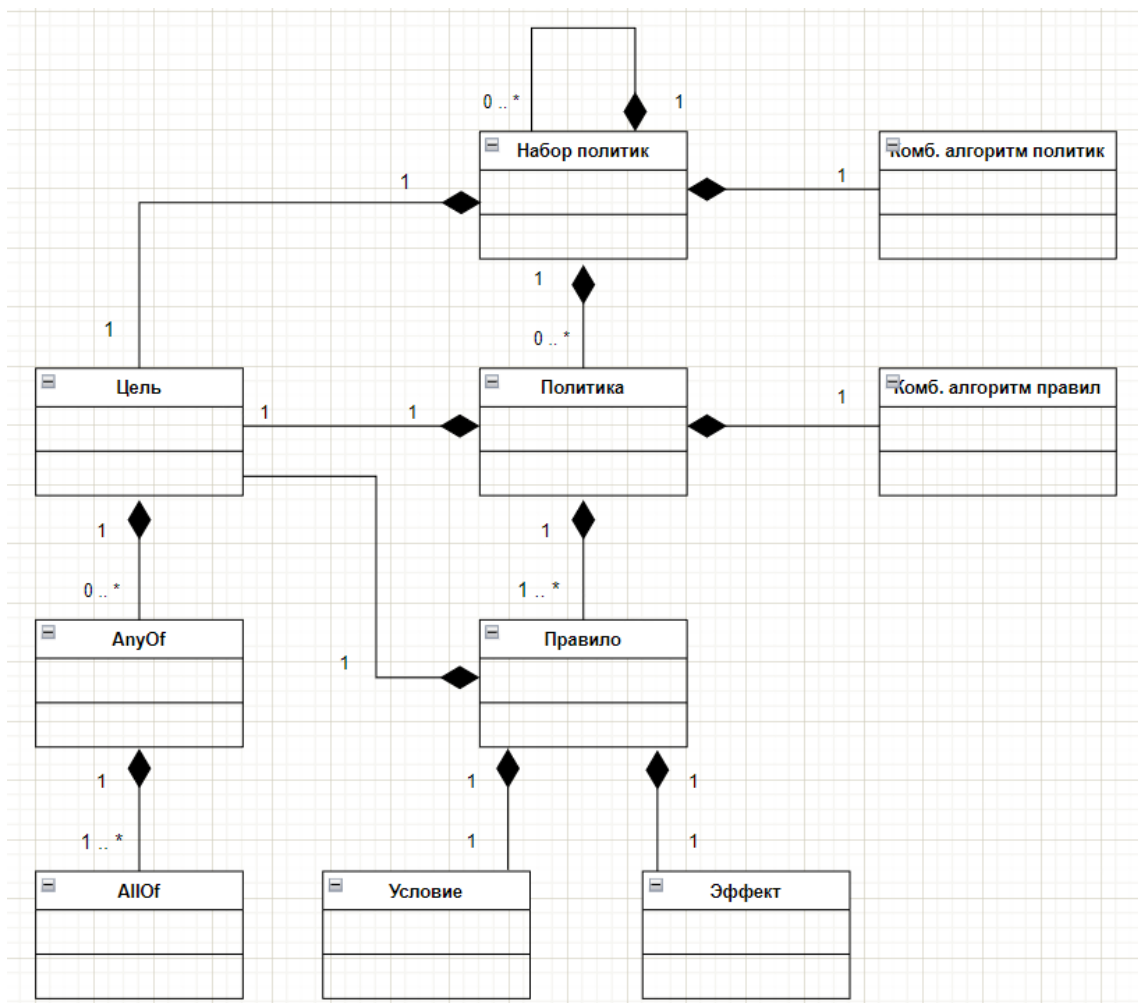 0 .. *
1
Набор политик
Комб. алгоритм политик
1
1
1
0 .. *
1
Цель
Политика
Комб. алгоритм правил
1
1
1
1
1
0 .. *
1 .. *
AnyOf
Правило
1
1
1
1
1 .. *
1
1
AllOf
Условие
Эффект